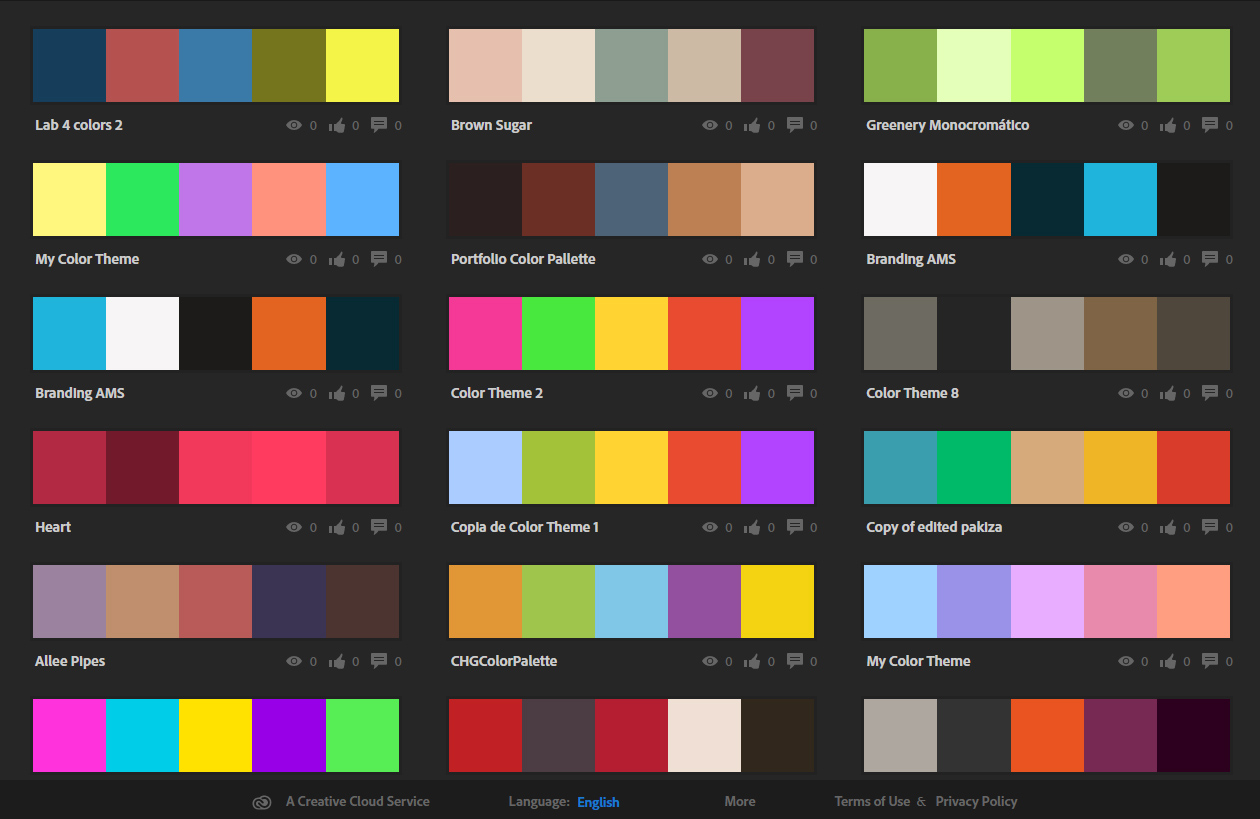 Lab 4 colors 2 0 0 0
Brown Sugar 0 0 0
Greenery Monocromático 0 0 0
My Color Theme 0 0 0
Portfolio Color Pallette 0 0 0
Branding AMS 0 0 0
Branding AMS 0 0 0
Color Theme 2 0 0 0
Color Theme 8 0 0 0
Heart 0 0 0
Copia de Color Theme 1 0 0 0
Copy of edited pakiza 0 0 0
Allee Pipes 0 0 0
CHGColorPalette 0 0 0
My Color Theme 0 0 0
A Creative Cloud Service Language: English More Terms of Use & Privacy Policy